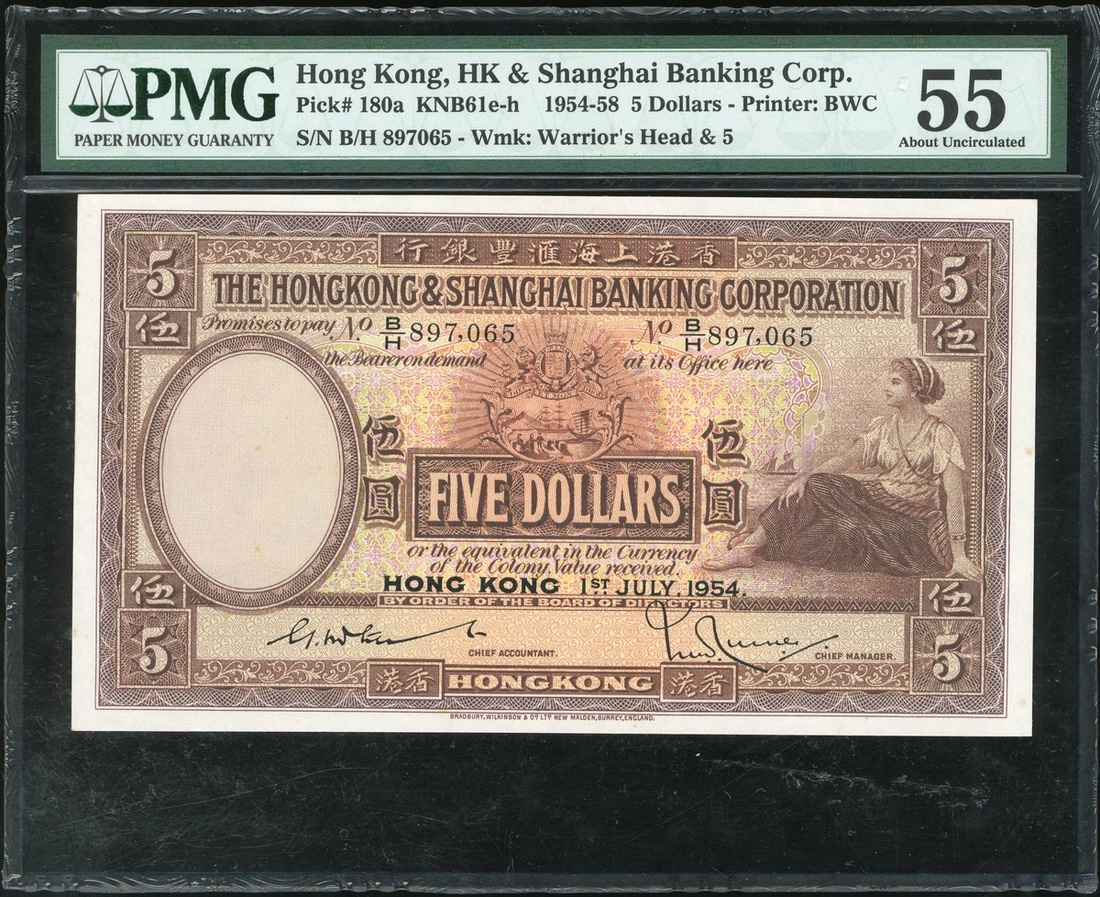 PMG
PAPER MONEY GUARANTY
Hong Kong, HK & Shanghai Banking Corp.
Pick# 180a KNB61e-h 1954-58 5 Dollars - Printer: BWC
S/N B/H 897065 - Wmk: Warrior's Head & 5
55
About Uncirculated
香港上海滙豐銀行
5
5
THE HONGKONG & SHANGHAI BANKING CORPORATION
伍
伍
Promises to pay No. B/H 897,065
No. B/H 897,065
the Bearer on demand
at its Office here
伍圓
伍圓
FIVE DOLLARS
or the equivalent in the Currency
of the Colony, Value received.
HONG KONG 1ST JULY, 1954.
BY ORDER OF THE BOARD OF DIRECTORS
伍
伍
5
5
CHIEF ACCOUNTANT.
CHIEF MANAGER.
香港
HONGKONG
香港
BRADBURY, WILKINSON & Co LTD NEW MALDEN, SURREY, ENGLAND.